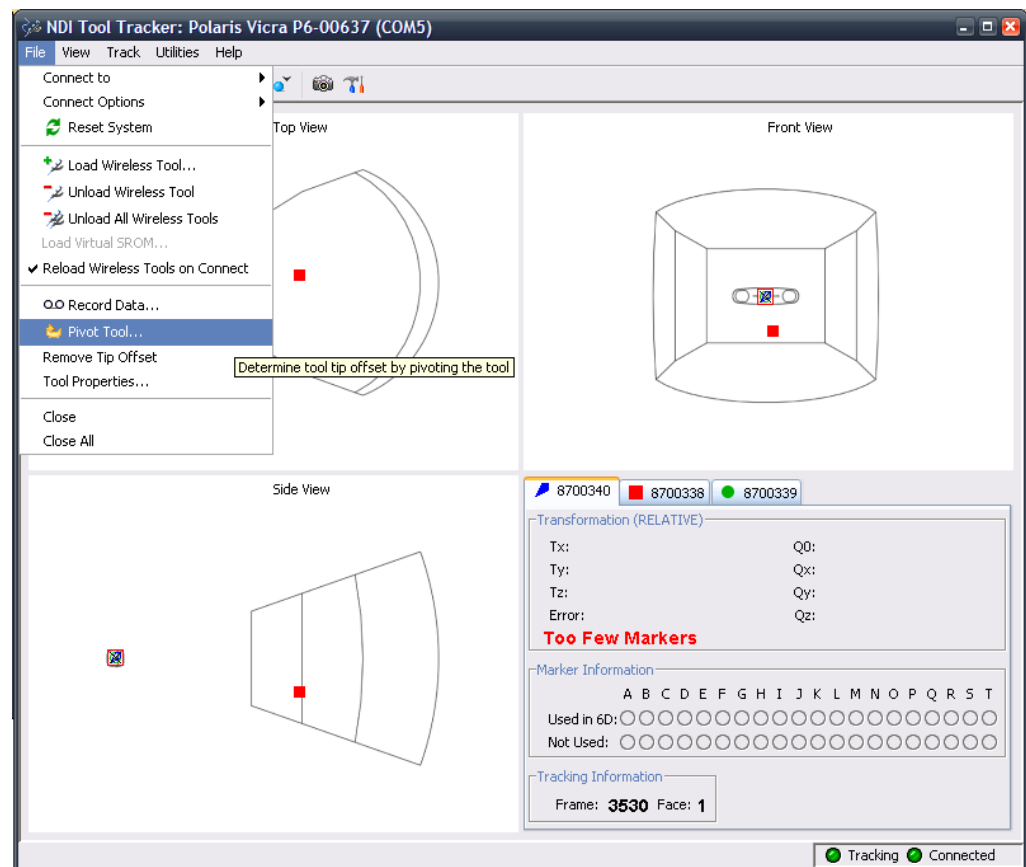 NDI Tool Tracker: Polaris Vicra P6-00637 (COM5)
File View Track Utilities Help
Connect to
Connect Options
Reset System
Load Wireless Tool...
Unload Wireless Tool
Unload All Wireless Tools
Load Virtual SROM...
Reload Wireless Tools on Connect
Record Data...
Pivot Tool...
Remove Tip Offset
Tool Properties...
Close
Close All
Determine tool tip offset by pivoting the tool
Top View
Front View
Side View
8700340 8700338 8700339
Transformation (RELATIVE)
Tx: Q0:
Ty: Qx:
Tz: Qy:
Error: Qz:
Too Few Markers
Marker Information
A B C D E F G H I J K L M N O P Q R S T
Used in 6D:
Not Used:
Tracking Information
Frame: 3530 Face: 1
Tracking Connected